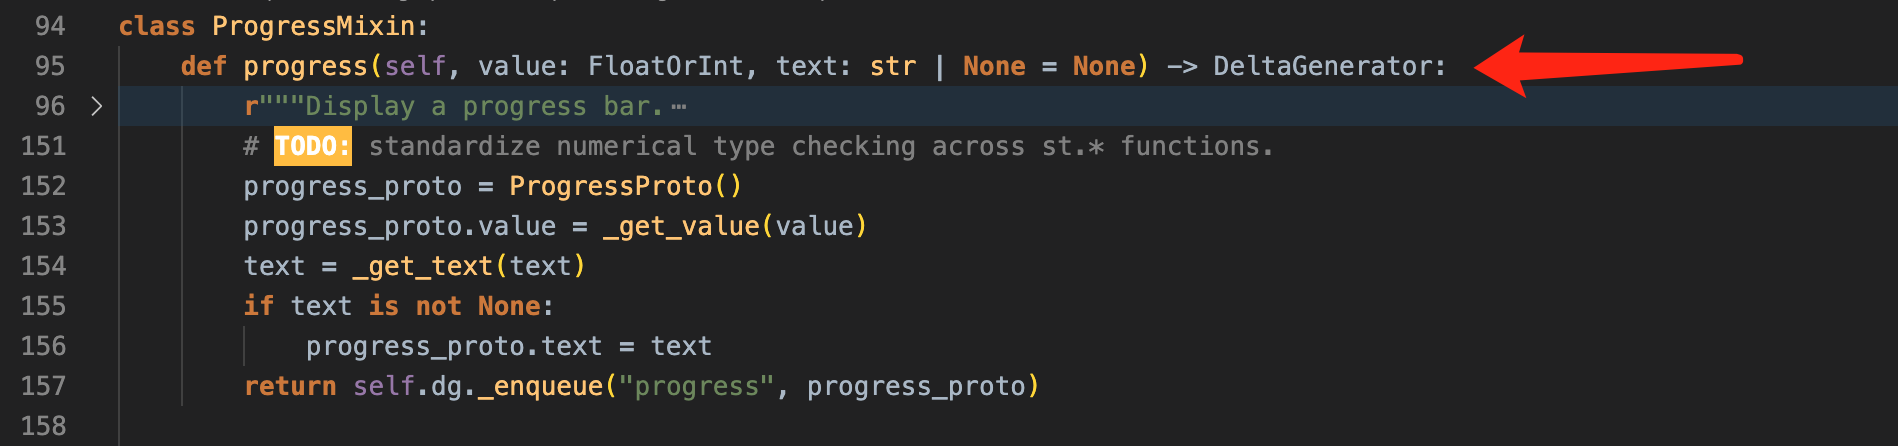 94 class ProgressMixin:
95 def progress(self, value: FloatOrInt, text: str | None = None) -> DeltaGenerator:
96 > r"""Display a progress bar.⋯
151 # TODO: standardize numerical type checking across st.* functions.
152 progress_proto = ProgressProto()
153 progress_proto.value = _get_value(value)
154 text = _get_text(text)
155 if text is not None:
156 progress_proto.text = text
157 return self.dg._enqueue("progress", progress_proto)
158